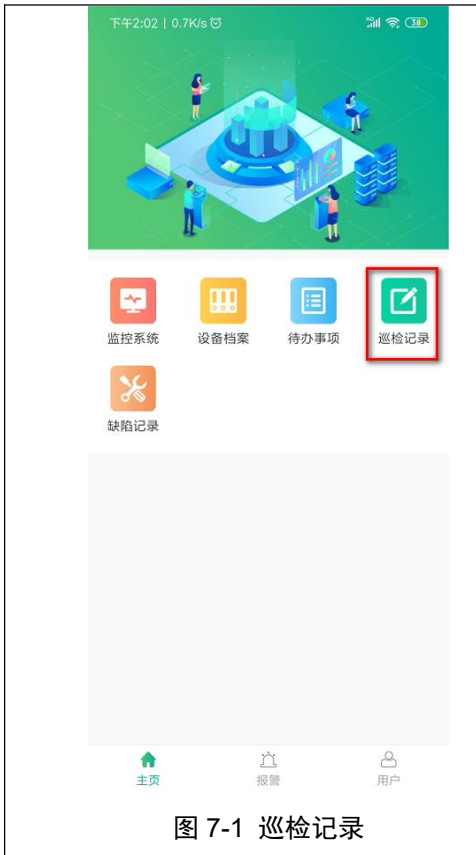 下午2:02 | 0.7K/s
38
监控系统 设备档案 待办事项 巡检记录
缺陷记录
主页 报警 用户
图 7-1 巡检记录